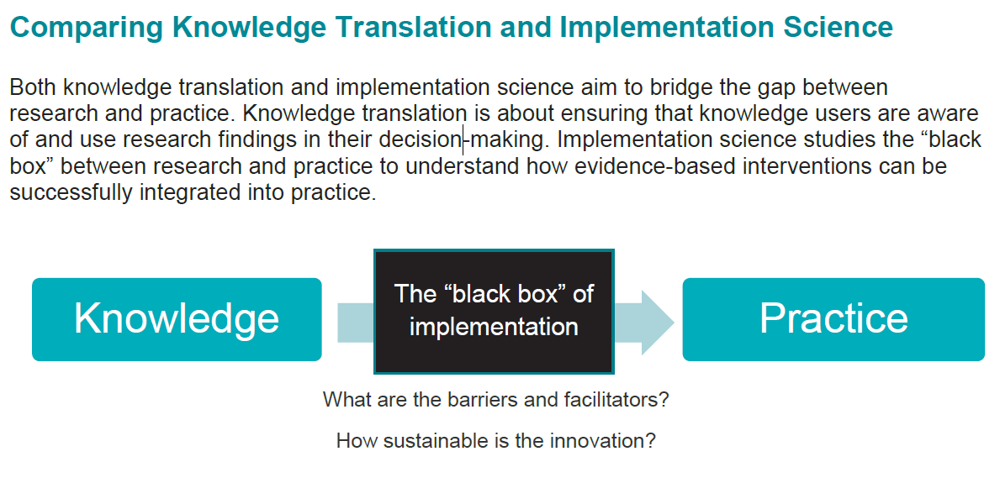 Comparing Knowledge Translation and Implementation Science
Both knowledge translation and implementation science aim to bridge the gap between
research and practice. Knowledge translation is about ensuring that knowledge users are aware
of and use research findings in their decision-making. Implementation science studies the “black
box” between research and practice to understand how evidence-based interventions can be
successfully integrated into practice.
Knowledge
The “black box” of
implementation
Practice
What are the barriers and facilitators?
How sustainable is the innovation?